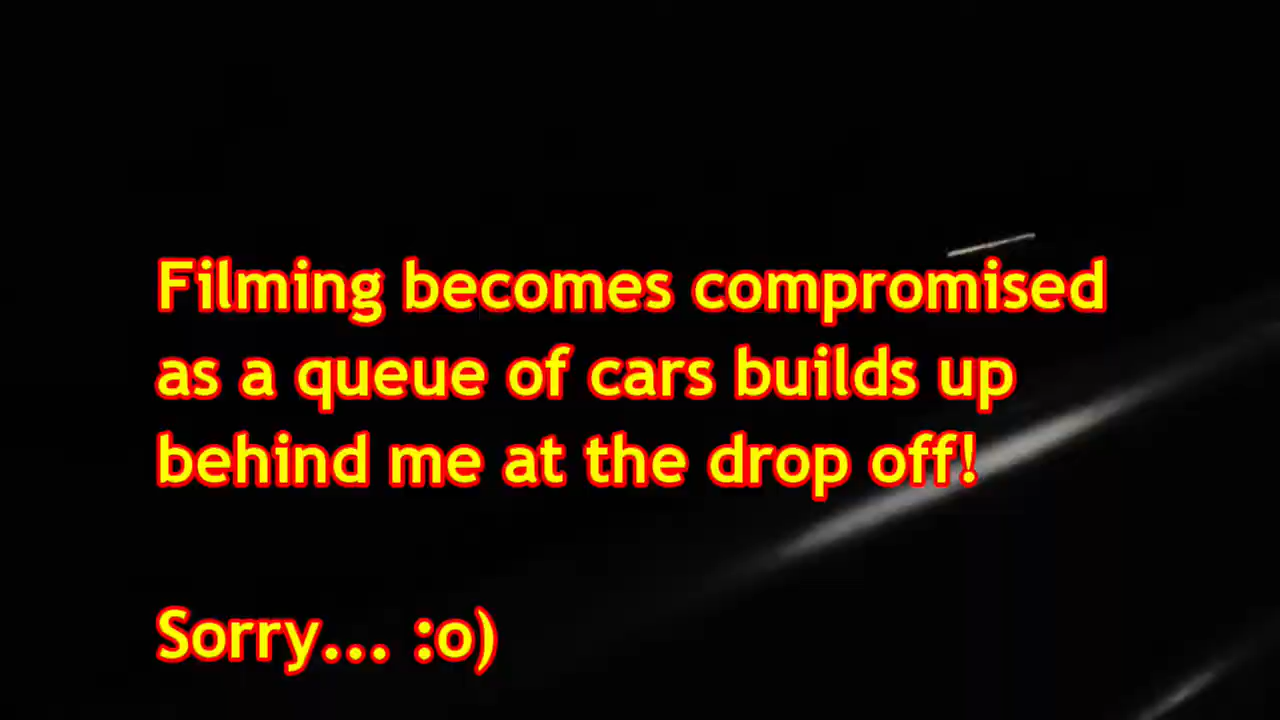 Filming becomes compromised
as a queue of cars builds up
behind me at the drop off!
Sorry... :o)